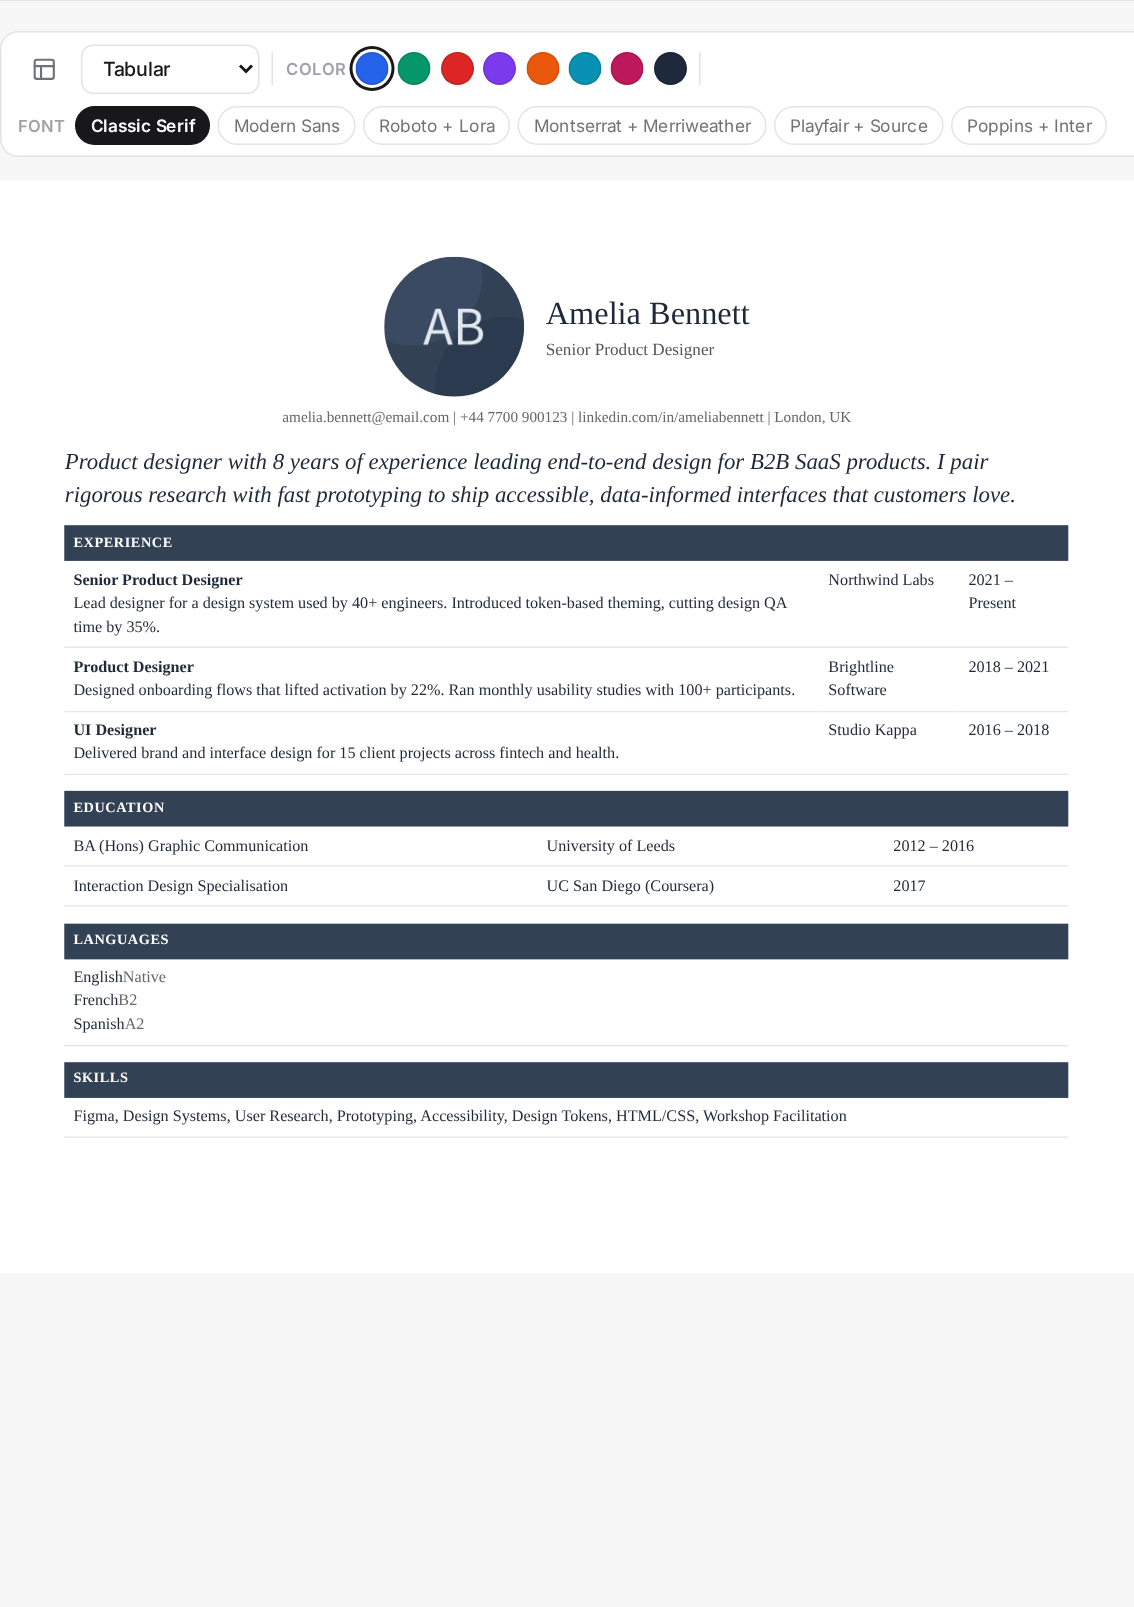 Tabular
COLOR
FONT Classic Serif Modern Sans Roboto + Lora Montserrat + Merriweather Playfair + Source Poppins + Inter
AB
Amelia Bennett
Senior Product Designer
amelia.bennett@email.com | +44 7700 900123 | linkedin.com/in/ameliabennett | London, UK
Product designer with 8 years of experience leading end-to-end design for B2B SaaS products. I pair
rigorous research with fast prototyping to ship accessible, data-informed interfaces that customers love.
EXPERIENCE
Senior Product Designer Northwind Labs 2021 –
Lead designer for a design system used by 40+ engineers. Introduced token-based theming, cutting design QA Present
time by 35%.
Product Designer Brightline 2018 – 2021
Designed onboarding flows that lifted activation by 22%. Ran monthly usability studies with 100+ participants. Software
UI Designer Studio Kappa 2016 – 2018
Delivered brand and interface design for 15 client projects across fintech and health.
EDUCATION
BA (Hons) Graphic Communication University of Leeds 2012 – 2016
Interaction Design Specialisation UC San Diego (Coursera) 2017
LANGUAGES
EnglishNative
FrenchB2
SpanishA2
SKILLS
Figma, Design Systems, User Research, Prototyping, Accessibility, Design Tokens, HTML/CSS, Workshop Facilitation